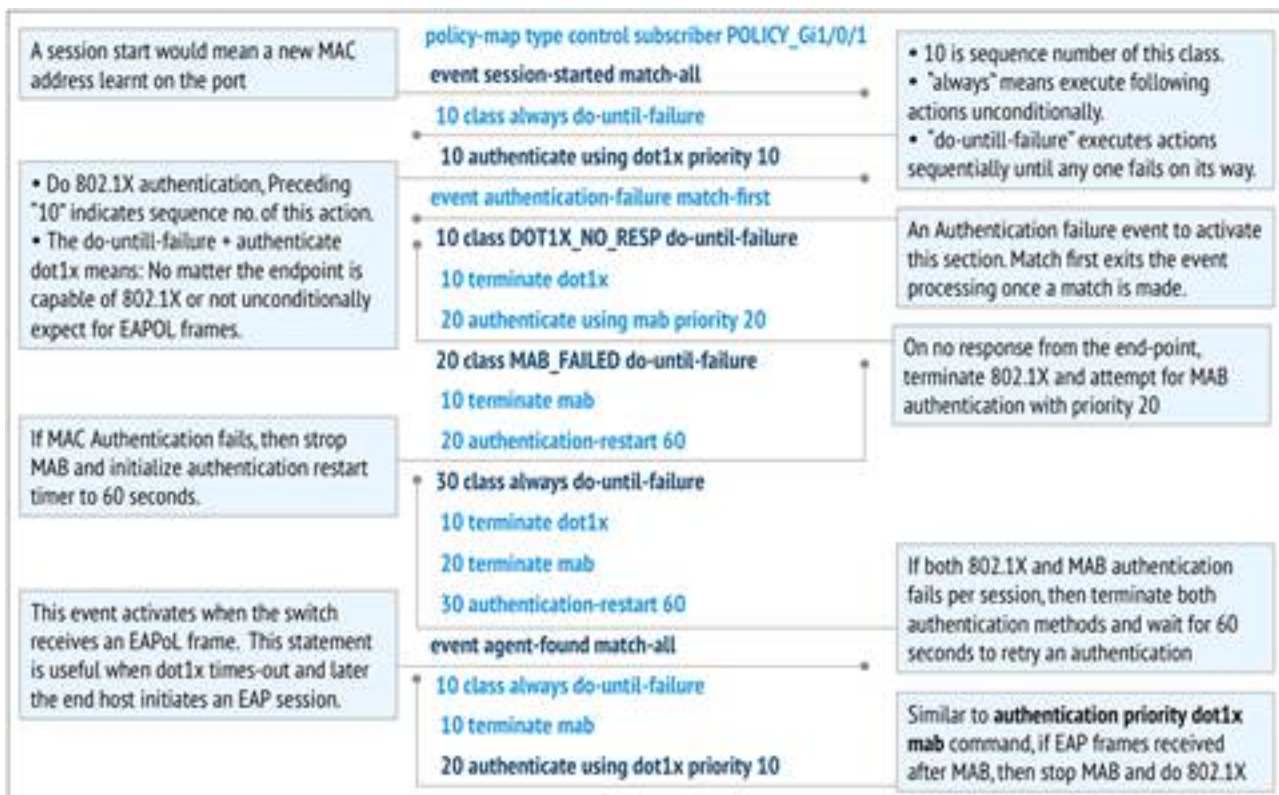 A session start would mean a new MAC
address learnt on the port
• Do 802.1X authentication, Preceding
"10" indicates sequence no. of this action.
• The do-untill-failure + authenticate
dot1x means: No matter the endpoint is
capable of 802.1X or not unconditionally
expect for EAPOL frames.
If MAC Authentication fails, then strop
MAB and initialize authentication restart
timer to 60 seconds.
This event activates when the switch
receives an EAPoL frame. This statement
is useful when dot1x times-out and later
the end host initiates an EAP session.
policy-map type control subscriber POLICY_Gi1/0/1
event session-started match-all
10 class always do-until-failure
10 authenticate using dot1x priority 10
event authentication-failure match-first
10 class DOT1X_NO_RESP do-until-failure
10 terminate dot1x
20 authenticate using mab priority 20
20 class MAB_FAILED do-until-failure
10 terminate mab
20 authentication-restart 60
30 class always do-until-failure
10 terminate dot1x
20 terminate mab
30 authentication-restart 60
event agent-found match-all
10 class always do-until-failure
10 terminate mab
20 authenticate using dot1x priority 10
• 10 is sequence number of this class.
• "always" means execute following
actions unconditionally.
• "do-untill-failure" executes actions
sequentially until any one fails on its way.
An Authentication failure event to activate
this section. Match first exits the event
processing once a match is made.
On no response from the end-point,
terminate 802.1X and attempt for MAB
authentication with priority 20
If both 802.1X and MAB authentication
fails per session, then terminate both
authentication methods and wait for 60
seconds to retry an authentication
Similar to authentication priority dot1x
mab command, if EAP frames received
after MAB, then stop MAB and do 802.1X